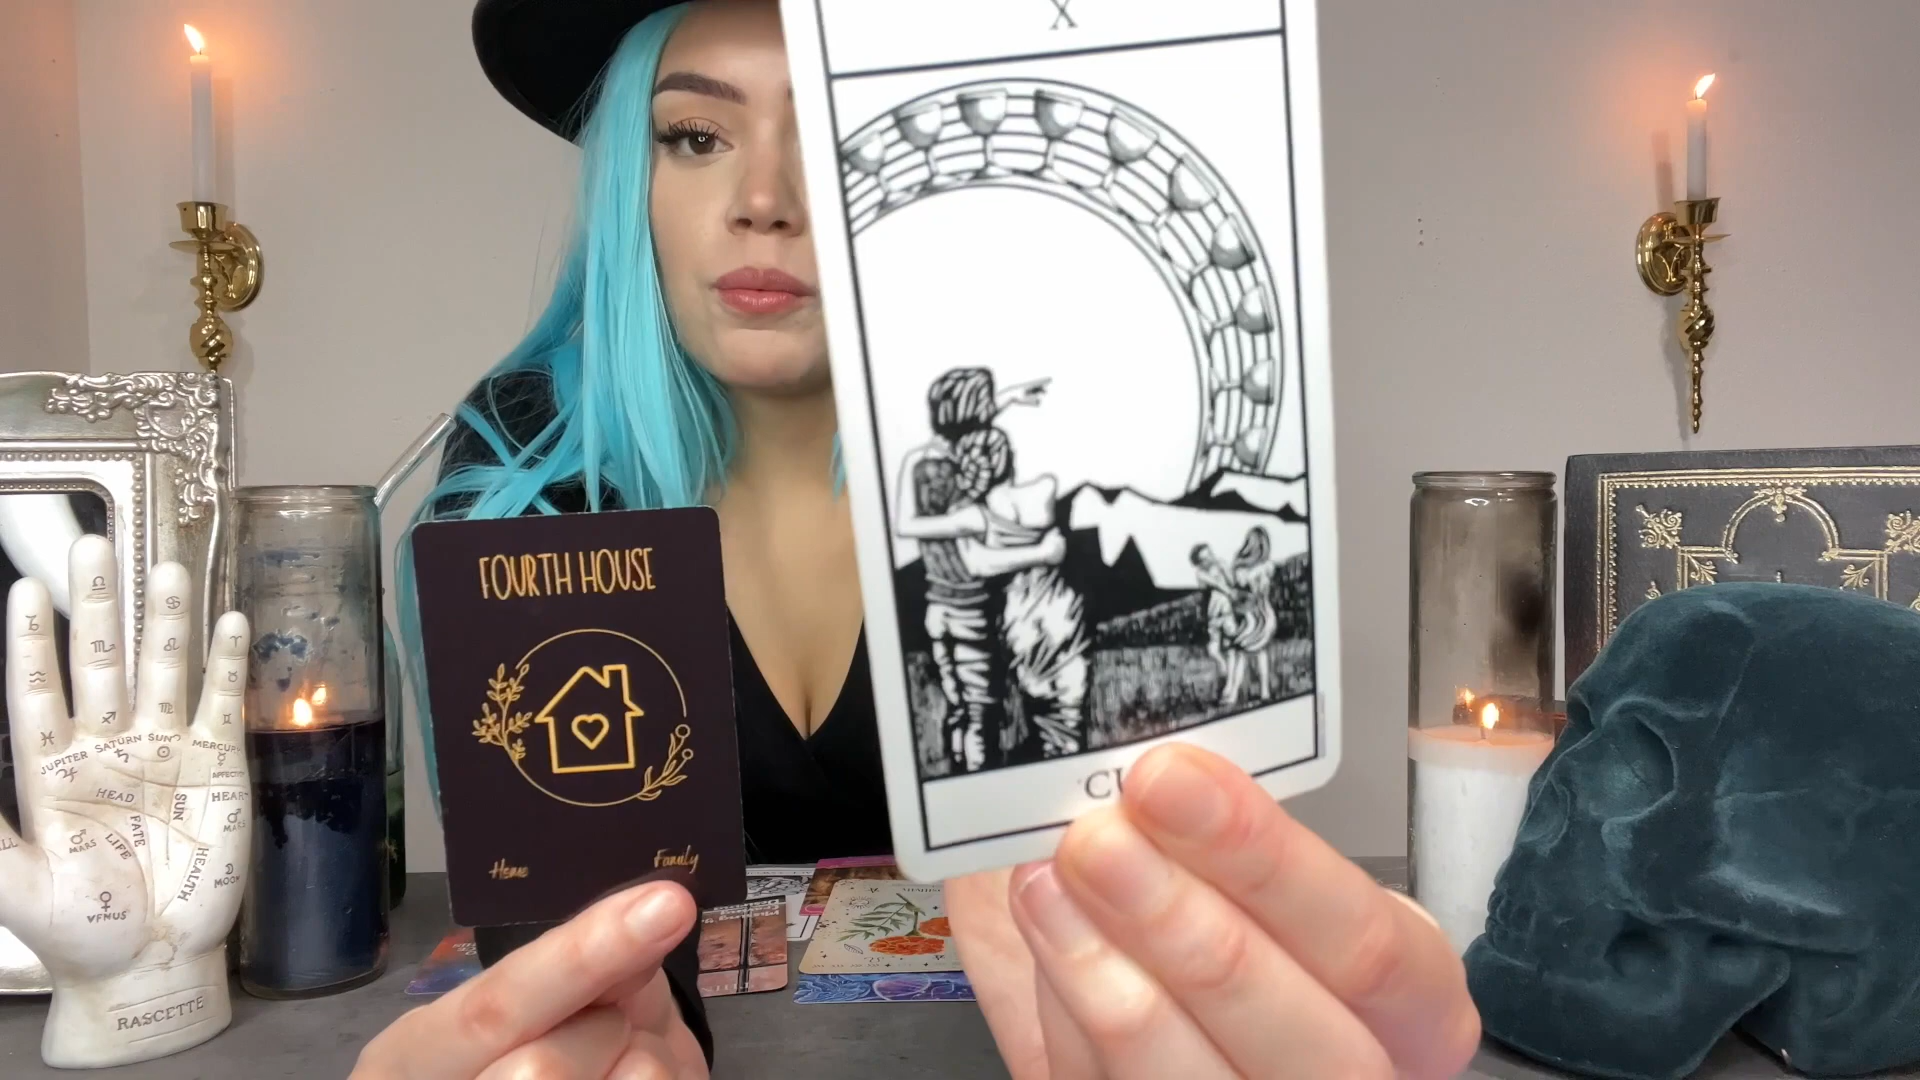 X
FOURTH HOUSE
Home
Family
JUPITER
SATURN
SUN
MERCURY
AFFECTION
HEAD
SUN
HEART
MARS
FATE
MARS
LIFE
HEALTH
MOON
VENUS
RASCETTE